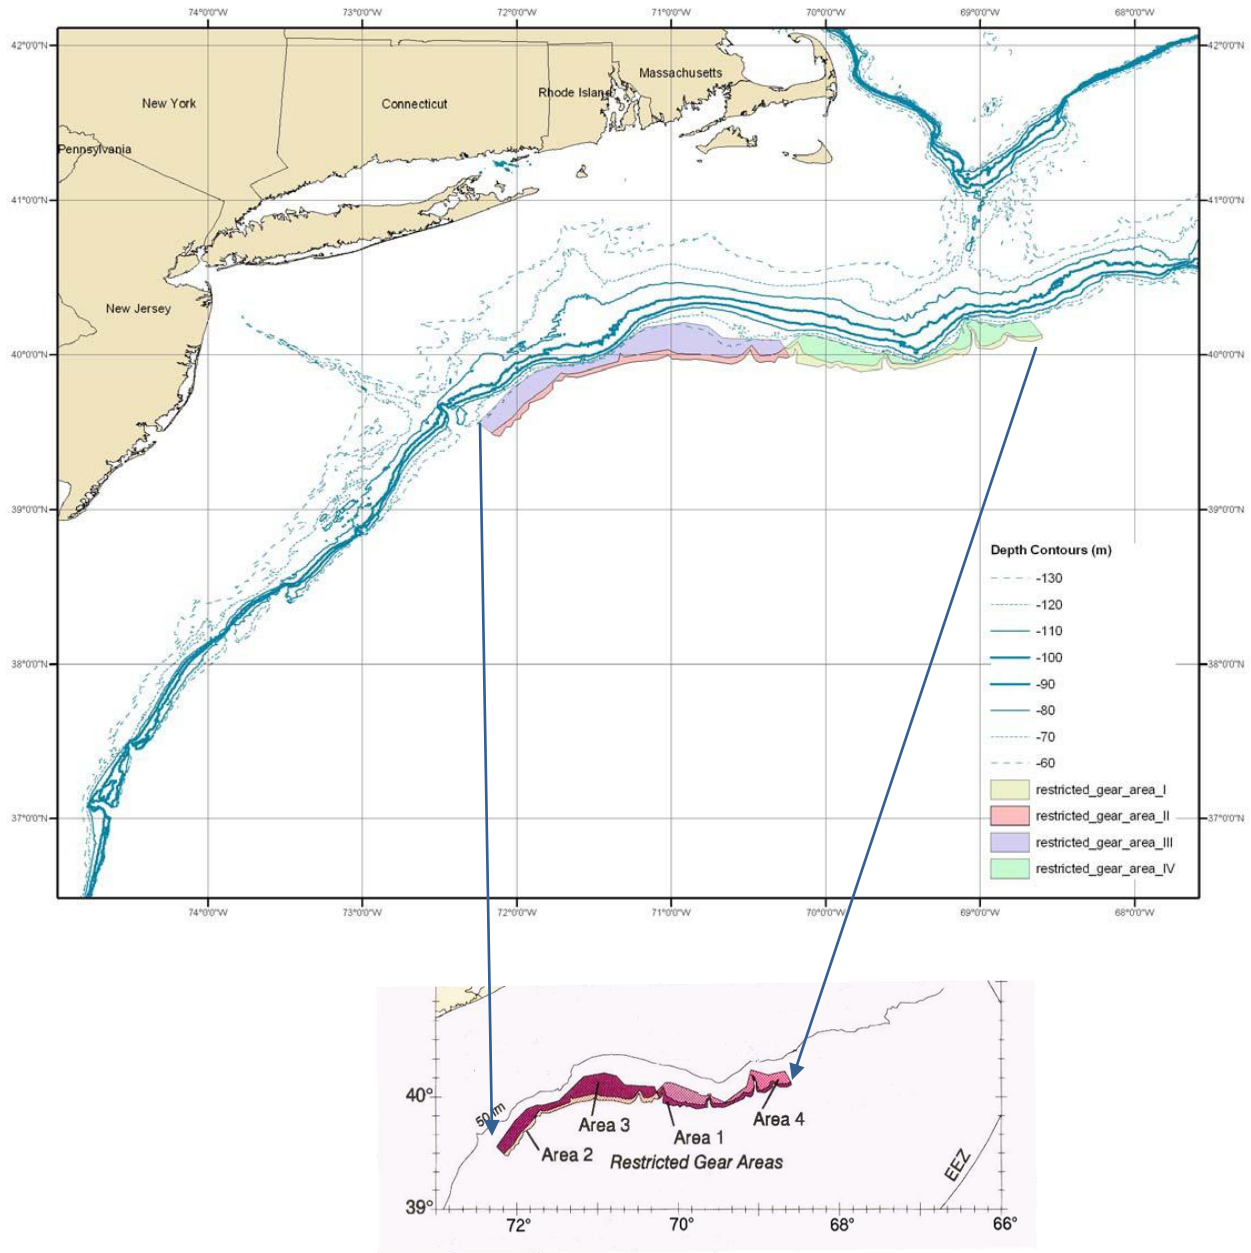 74°0'0"W 73°0'0"W 72°0'0"W 71°0'0"W 70°0'0"W 69°0'0"W 68°0'0"W
42°0'0"N 42°0'0"N
Massachusetts
New York
Connecticut
Rhode Island
Pennsylvania
41°0'0"N 41°0'0"N
New Jersey
40°0'0"N 40°0'0"N
39°0'0"N 39°0'0"N
Depth Contours (m)
-130
-120
-110
-100
38°0'0"N 38°0'0"N
-90
-80
-70
-60
restricted_gear_area_I
restricted_gear_area_II
37°0'0"N 37°0'0"N
restricted_gear_area_III
restricted_gear_area_IV
74°0'0"W 73°0'0"W 72°0'0"W 71°0'0"W 70°0'0"W 69°0'0"W 68°0'0"W
40°
50 m
Area 3
Area 4
Area 1
Area 2
Restricted Gear Areas
EEZ
39°
72° 70° 68° 66°